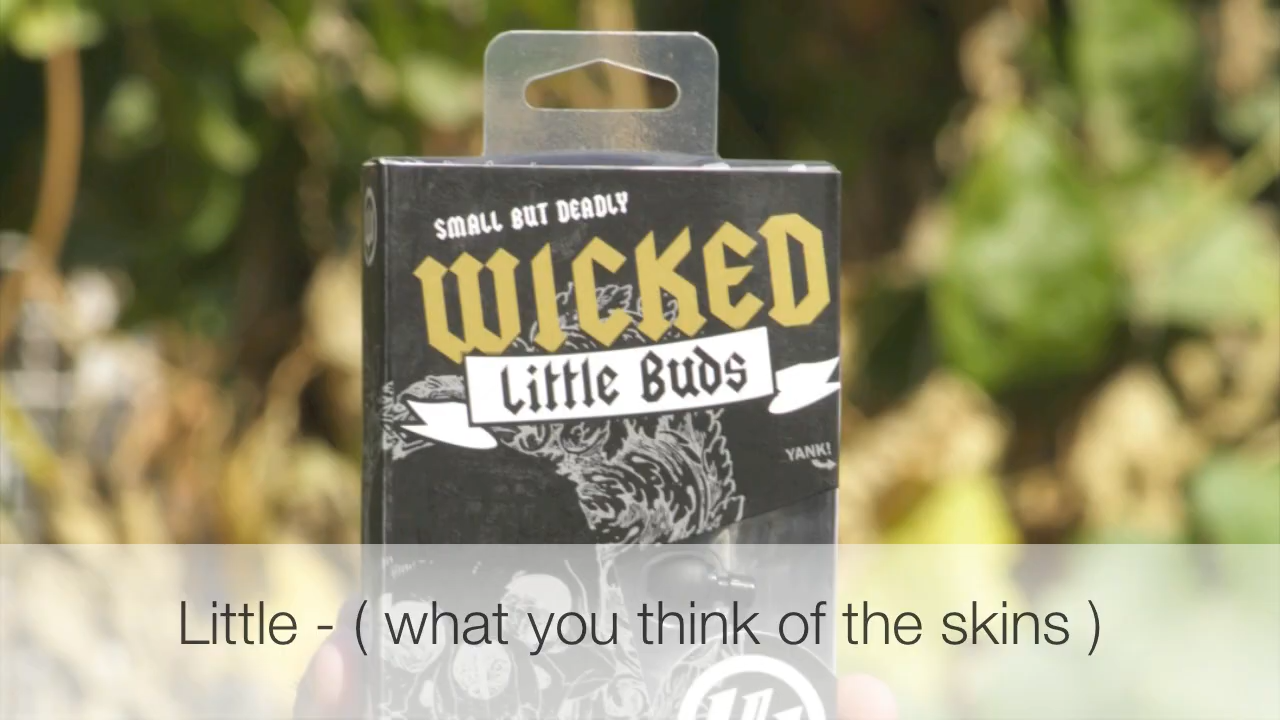 SMALL BUT DEADLY
WICKED
Little Buds
YANK!
Little - ( what you think of the skins )